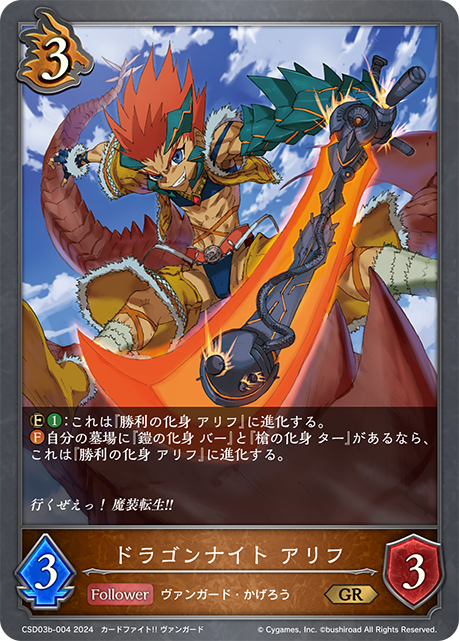 3
E 1:これは『勝利の化身 アリフ』に進化する。
F 自分の墓場に『鎧の化身 バー』と『槍の化身 ター』があるなら、
これは『勝利の化身 アリフ』に進化する。
行くぜえっ! 魔装転生!!
ドラゴンナイト アリフ
3
Follower ヴァンガード・かげろう GR
3
CSD03b-004 2024 カードファイト!! ヴァンガード
© Cygames, Inc. ©bushiroad All Rights Reserved.